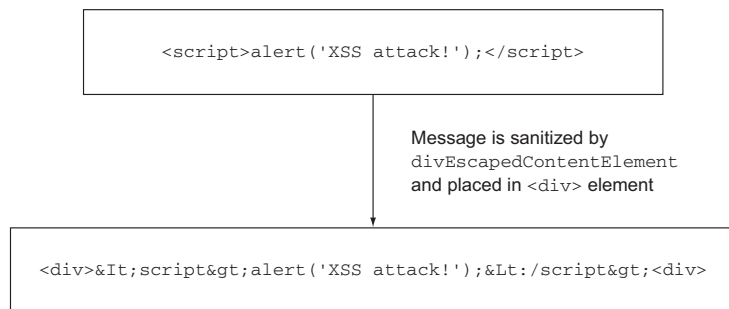 <script>alert('XSS attack!');</script>
Message is sanitized by
divEscapedContentElement
and placed in <div> element
<div>&It;script&gt;alert('XSS attack!');&Lt:/script&gt;<div>